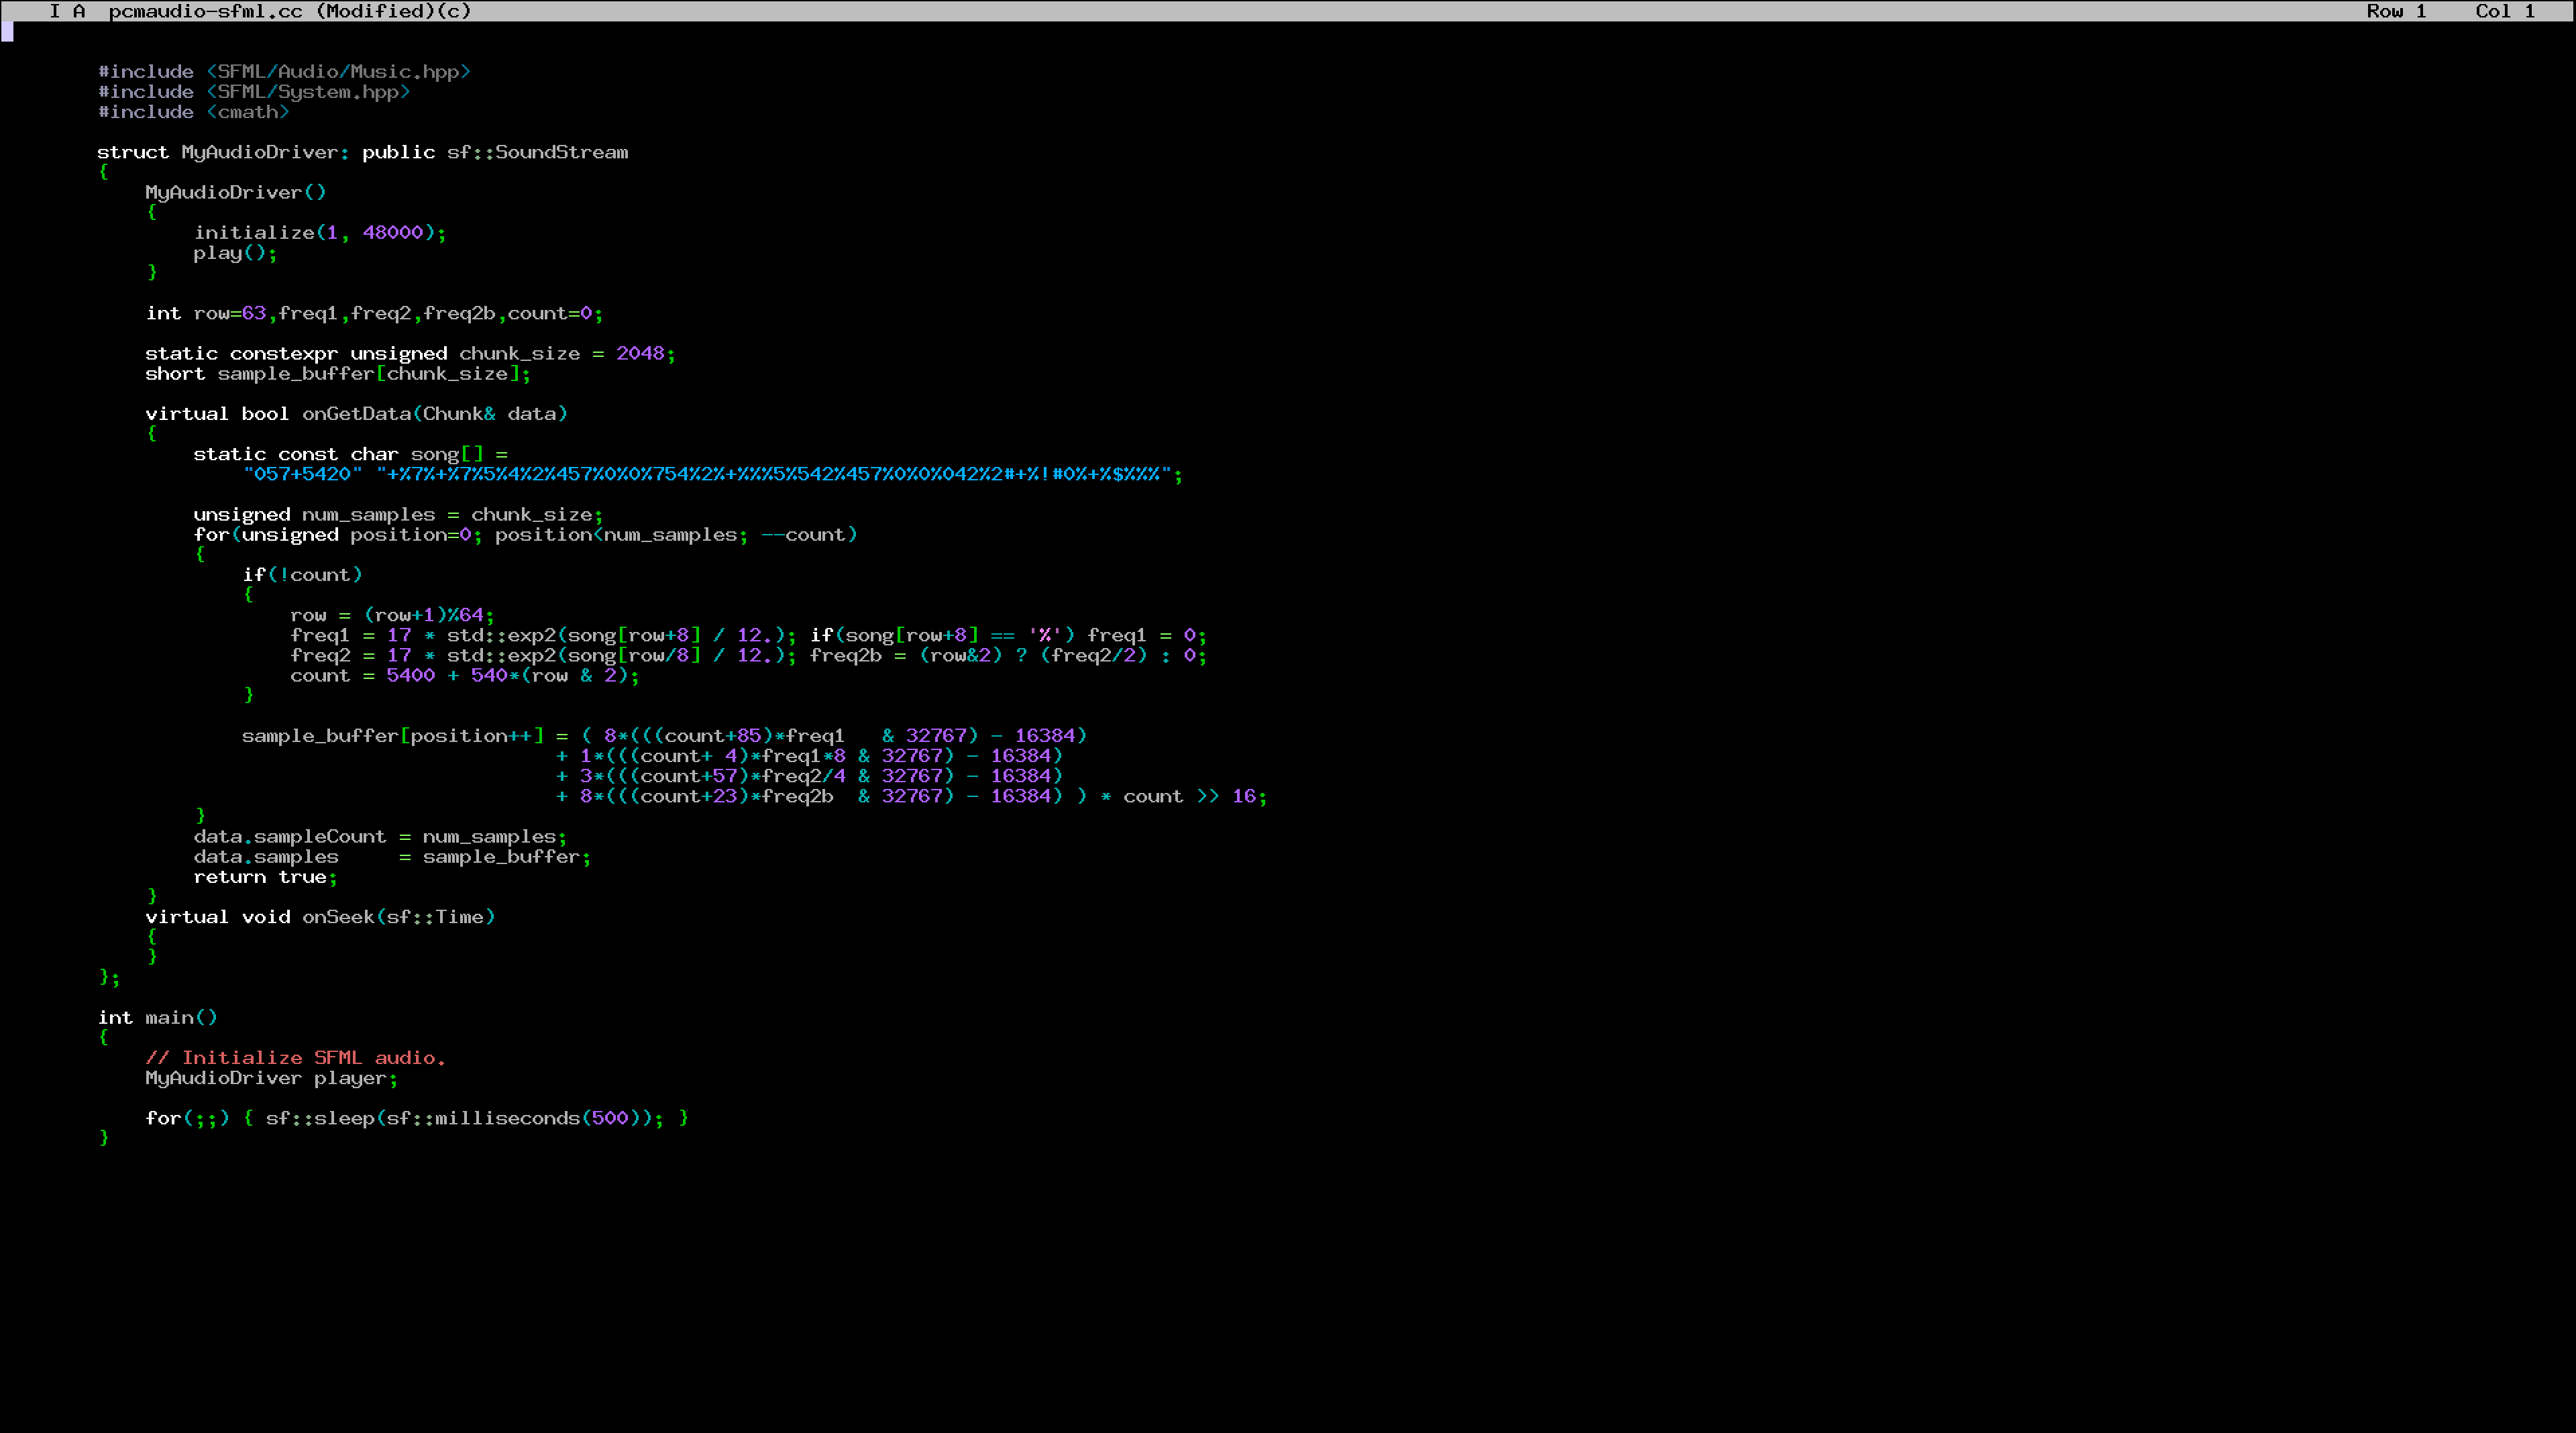 I A  pcmaudio-sfml.cc (Modified)(c)    Row 1    Col 1
#include <SFML/Audio/Music.hpp>
#include <SFML/System.hpp>
#include <cmath>
struct MyAudioDriver: public sf::SoundStream
{
    MyAudioDriver()
    {
        initialize(1, 48000);
        play();
    }
    int row=63,freq1,freq2,freq2b,count=0;
    static constexpr unsigned chunk_size = 2048;
    short sample_buffer[chunk_size];
    virtual bool onGetData(Chunk& data)
    {
        static const char song[] =
            "057+5420" "+%7%+%7%5%4%2%457%0%0%754%2%+%%%5%542%457%0%0%042%2#+%!#0%+%$%%%";
        unsigned num_samples = chunk_size;
        for(unsigned position=0; position<num_samples; --count)
        {
            if(!count)
            {
                row = (row+1)%64;
                freq1 = 17 * std::exp2(song[row+8] / 12.); if(song[row+8] == '%') freq1 = 0;
                freq2 = 17 * std::exp2(song[row/8] / 12.); freq2b = (row&2) ? (freq2/2) : 0;
                count = 5400 + 540*(row & 2);
            }
            sample_buffer[position++] = ( 8*(((count+85)*freq1   & 32767) - 16384)
                                      + 1*(((count+ 4)*freq1*8 & 32767) - 16384)
                                      + 3*(((count+57)*freq2/4 & 32767) - 16384)
                                      + 8*(((count+23)*freq2b  & 32767) - 16384) ) * count >> 16;
        }
        data.sampleCount = num_samples;
        data.samples     = sample_buffer;
        return true;
    }
    virtual void onSeek(sf::Time)
    {
    }
};
int main()
{
    // Initialize SFML audio.
    MyAudioDriver player;
    for(;;) { sf::sleep(sf::milliseconds(500)); }
}